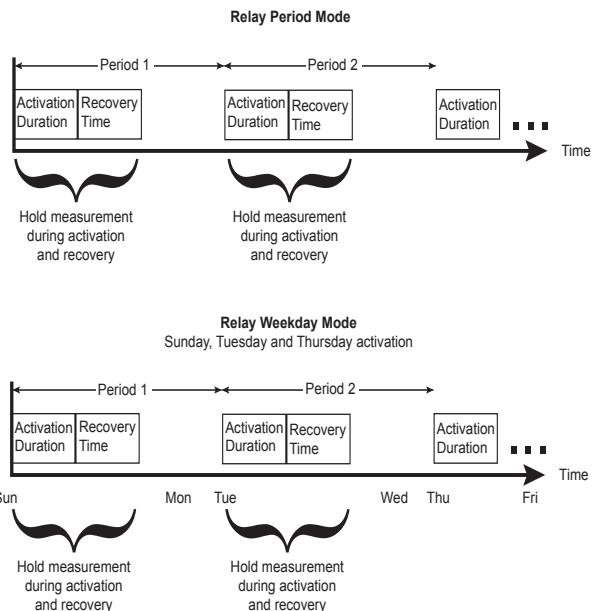 Relay Period Mode
Period 1
Period 2
Activation
Duration
Recovery
Time
Activation
Duration
Recovery
Time
Activation
Duration
Time
Hold measurement
during activation
and recovery
Hold measurement
during activation
and recovery
Relay Weekday Mode
Sunday, Tuesday and Thursday activation
Period 1
Period 2
Activation
Duration
Recovery
Time
Activation
Duration
Recovery
Time
Activation
Duration
Time
Sun Mon Tue Wed Thu Fri
Hold measurement
during activation
and recovery
Hold measurement
during activation
and recovery